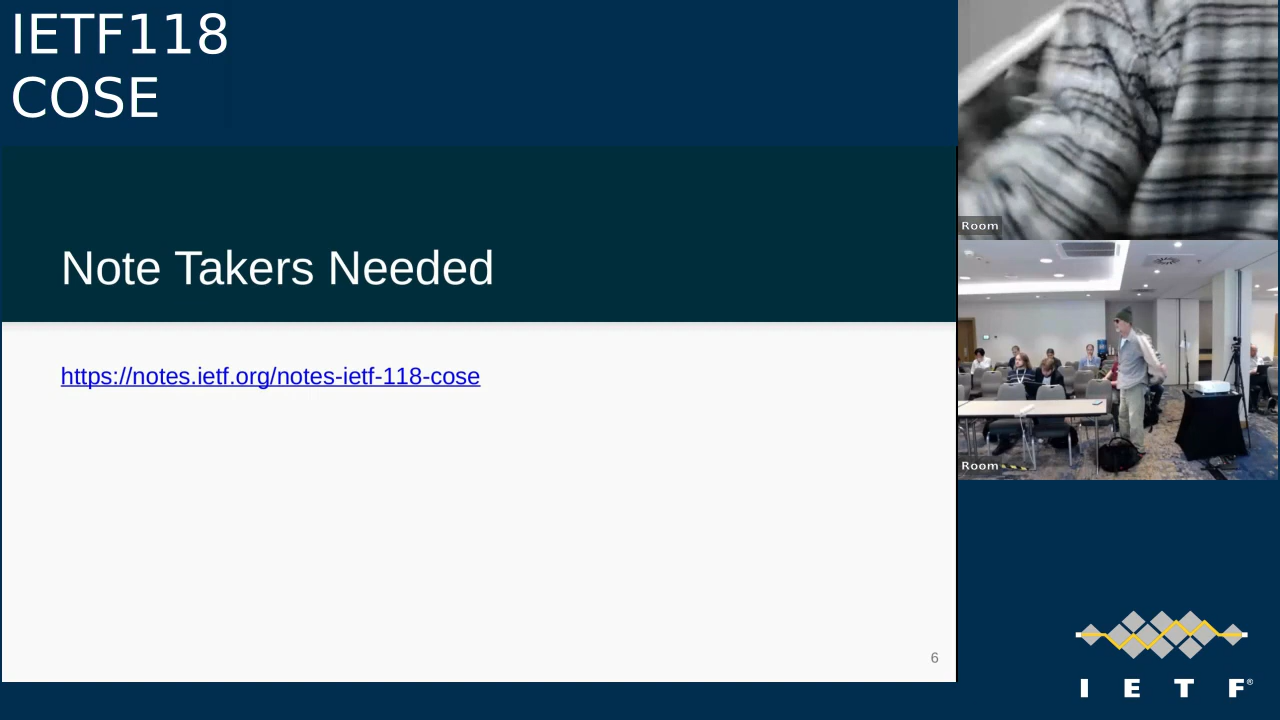 IETF118
COSE
Note Takers Needed
https://notes.ietf.org/notes-ietf-118-cose
6
Room
Room
I E T F®